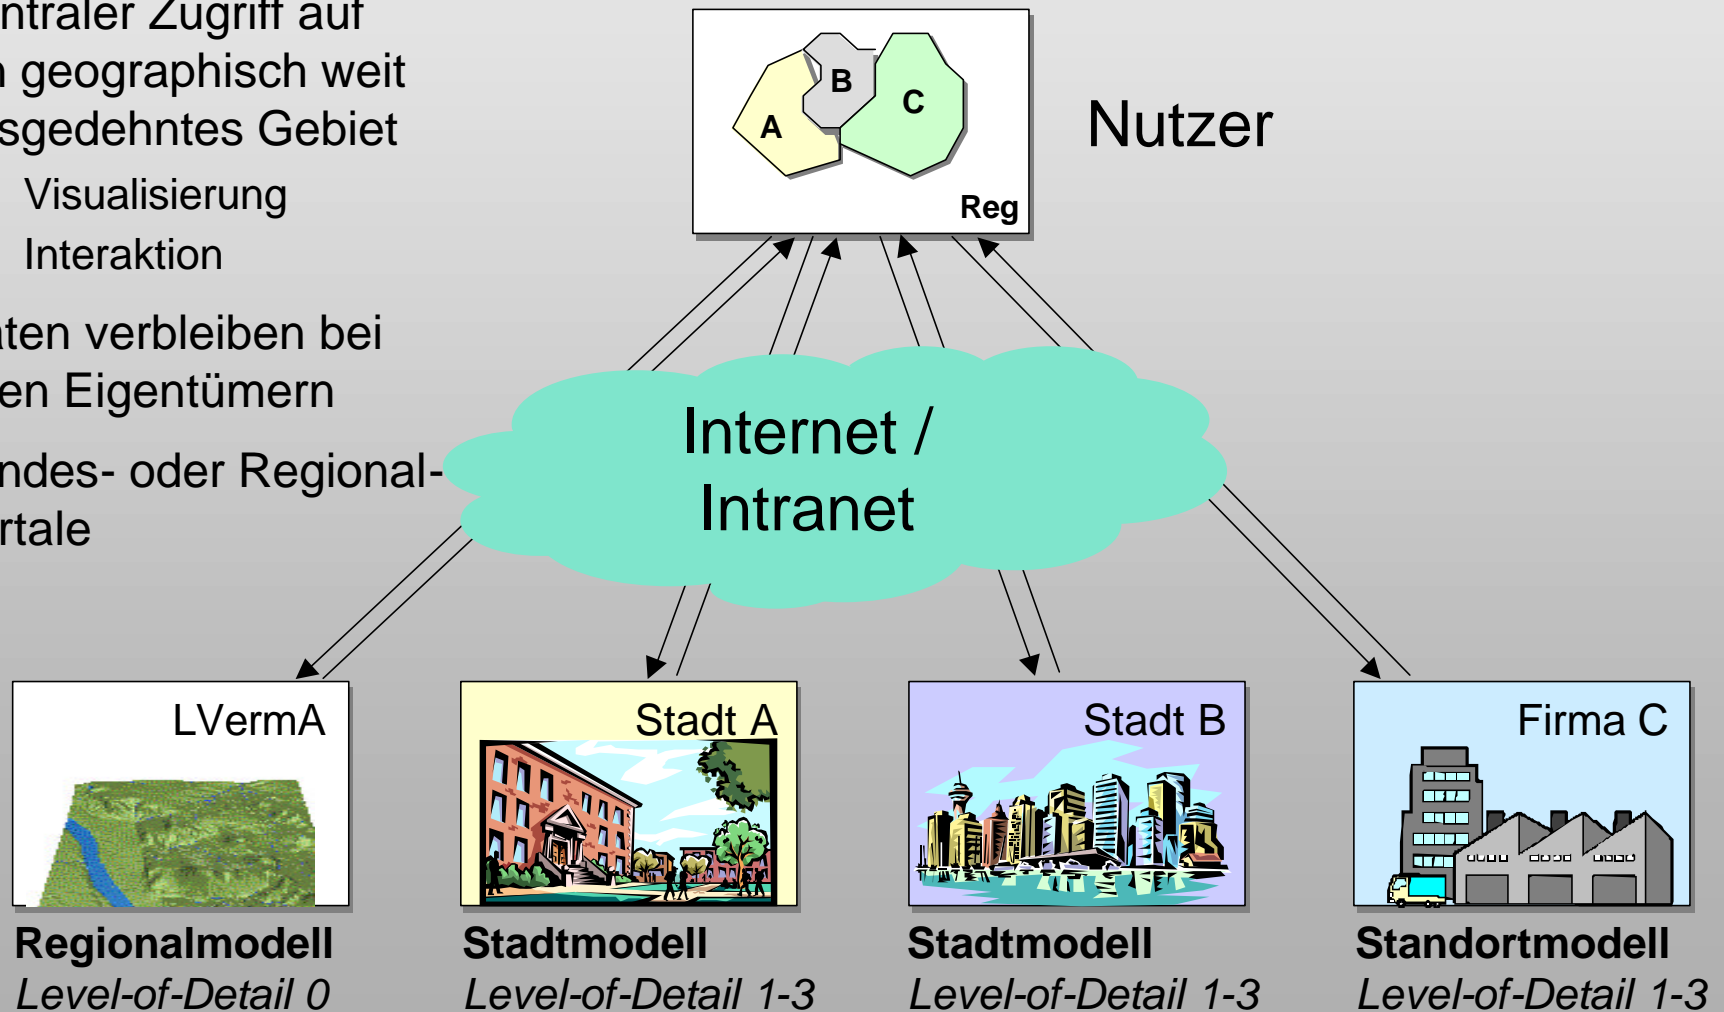 ntraler Zugriff auf
n geographisch weit
sgedehntes Gebiet
Visualisierung
Interaktion
aten verbleiben bei
en Eigentümern
ndes- oder Regional-
rtale
A
B
C
Reg
Nutzer
Internet /
Intranet
LVermA
Stadt A
Stadt B
Firma C
Regionalmodell
Level-of-Detail 0
Stadtmodell
Level-of-Detail 1-3
Stadtmodell
Level-of-Detail 1-3
Standortmodell
Level-of-Detail 1-3